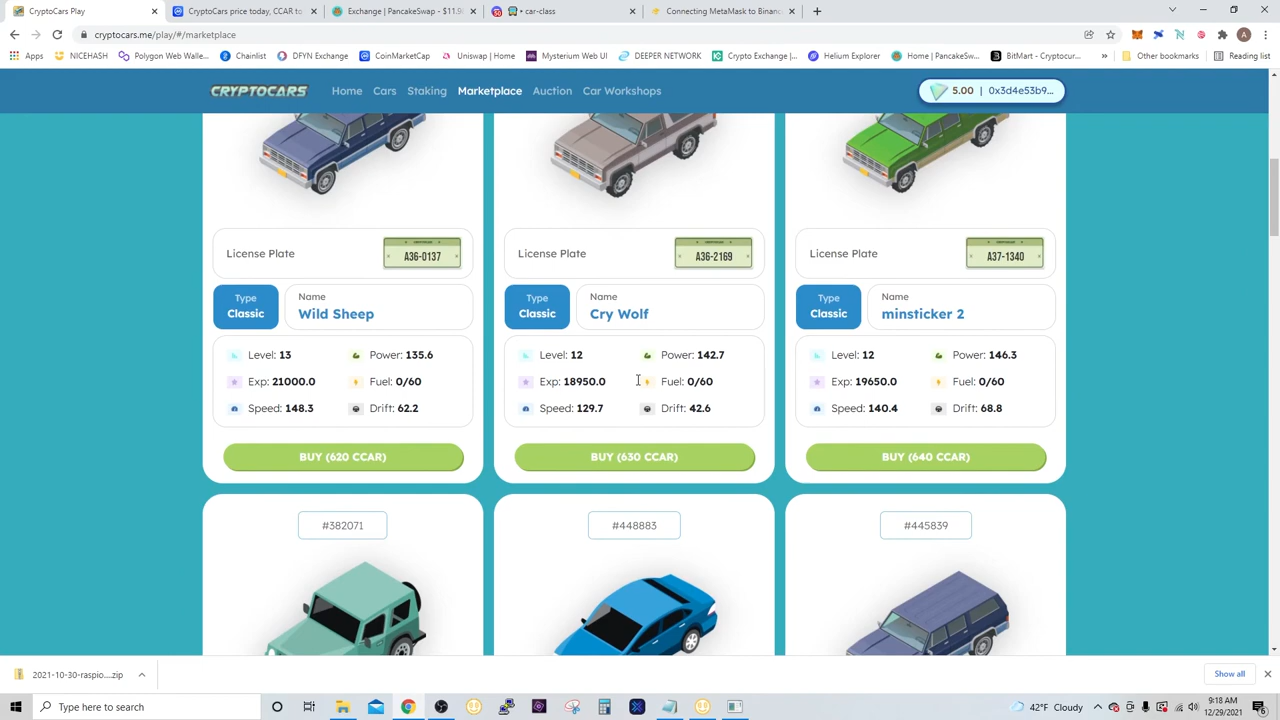 CryptoCars Play
CryptoCars price today, CCAR to
Exchange | PancakeSwap - $11.9
50
car-class
Connecting MetaMask to Binanc
cryptocars.me/play/#/marketplace
Apps
NICEHASH
Polygon Web Walle...
Chainlist
DFYN Exchange
CoinMarketCap
Uniswap | Home
Mysterium Web UI
DEEPER NETWORK
Crypto Exchange |...
Helium Explorer
Home | PancakeSw...
BitMart - Cryptocur...
Other bookmarks
Reading list
CRYPTOCARS
Home
Cars
Staking
Marketplace
Auction
Car Workshops
5.00 | 0x3d4e53b9...
License Plate
A36-0137
License Plate
A36-2169
License Plate
A37-1340
Type
Classic
Name
Wild Sheep
Type
Classic
Name
Cry Wolf
Type
Classic
Name
minsticker 2
Level: 13
Power: 135.6
Exp: 21000.0
Fuel: 0/60
Speed: 148.3
Drift: 62.2
Level: 12
Power: 142.7
Exp: 18950.0
Fuel: 0/60
Speed: 129.7
Drift: 42.6
Level: 12
Power: 146.3
Exp: 19650.0
Fuel: 0/60
Speed: 140.4
Drift: 68.8
BUY (620 CCAR)
BUY (630 CCAR)
BUY (640 CCAR)
#382071
#448883
#445839
2021-10-30-raspio....zip
Show all
Type here to search
42°F Cloudy
9:18 AM
12/29/2021